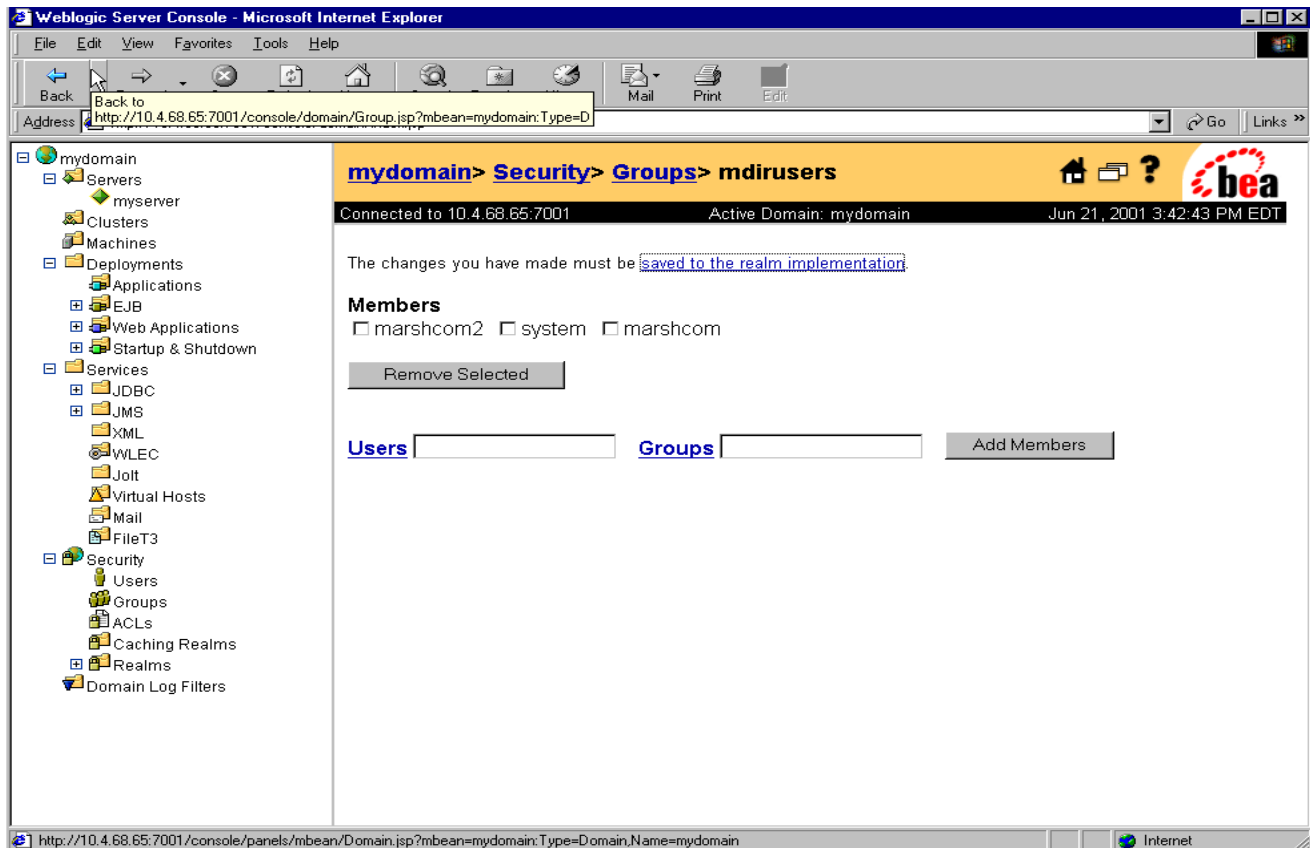 Weblogic Server Console - Microsoft Internet Explorer
File Edit View Favorites Tools Help
Back Mail Print Edit
Back to
http://10.4.68.65:7001/console/domain/Group.jsp?mbean=mydomain:Type=D
Address Go Links »
mydomain
Servers
myserver
Clusters
Machines
Deployments
Applications
EJB
Web Applications
Startup & Shutdown
Services
JDBC
JMS
XML
WLEC
Jolt
Virtual Hosts
Mail
FileT3
Security
Users
Groups
ACLs
Caching Realms
Realms
Domain Log Filters
mydomain> Security> Groups> mdirusers
? bea
Connected to 10.4.68.65:7001 Active Domain: mydomain Jun 21, 2001 3:42:43 PM EDT
The changes you have made must be saved to the realm implementation.
Members
marshcom2 system marshcom
Remove Selected
Users Groups Add Members
http://10.4.68.65:7001/console/panels/mbean/Domain.jsp?mbean=mydomain:Type=Domain,Name=mydomain Internet